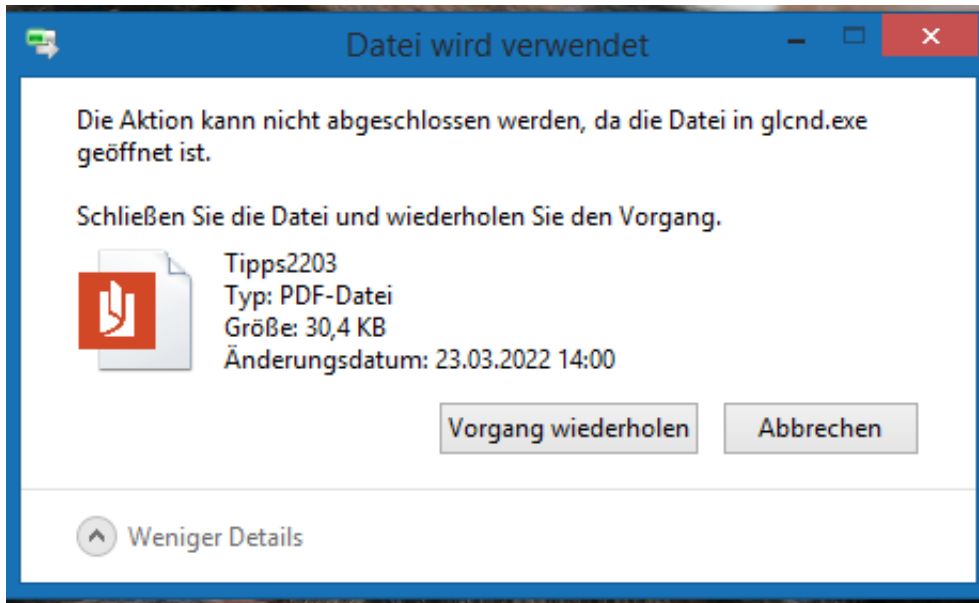 Datei wird verwendet
Die Aktion kann nicht abgeschlossen werden, da die Datei in glcnd.exe
geöffnet ist.
Schließen Sie die Datei und wiederholen Sie den Vorgang.
Tipps2203
Typ: PDF-Datei
Größe: 30,4 KB
Änderungsdatum: 23.03.2022 14:00
Vorgang wiederholen
Abbrechen
Weniger Details